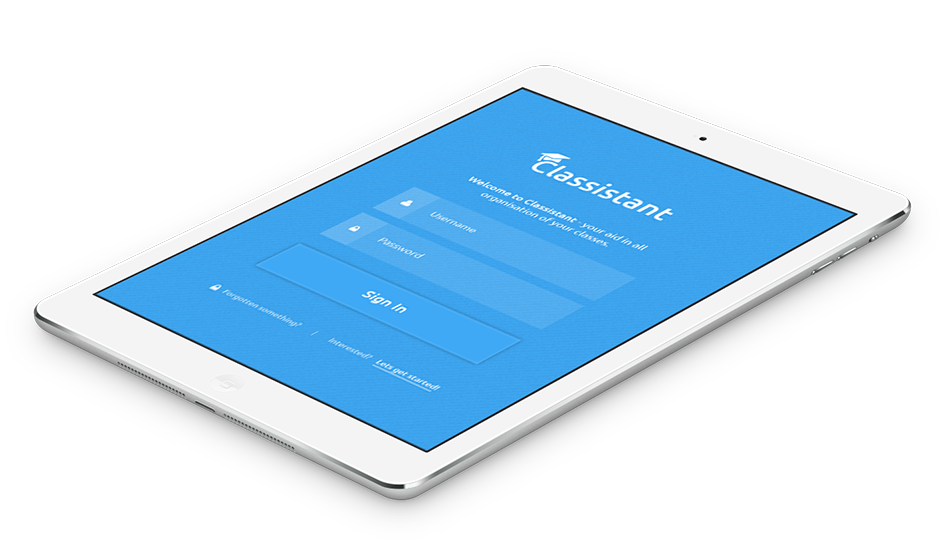 Classistant
Welcome to Classistant - your aid in all
organisation of your classes.
Username
Password
Sign In
Forgotten something? | Interested? Lets get started!